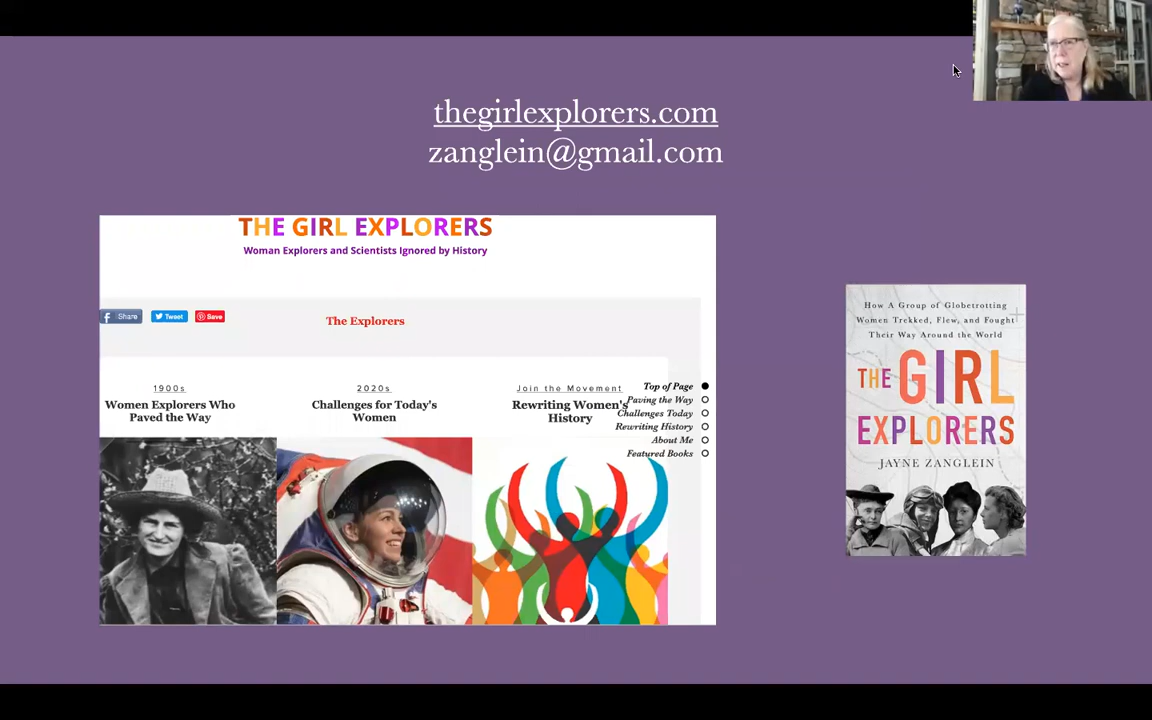 thegirlexplorers.com
zanglein@gmail.com
THE GIRL EXPLORERS
Woman Explorers and Scientists Ignored by History
f Share
Tweet
Save
The Explorers
1900s
Women Explorers Who
Paved the Way
2020s
Challenges for Today's
Women
Join the Movement
Rewriting Women's
History
Top of Page
Paving the Way
Challenges Today
Rewriting History
About Me
Featured Books
How A Group of Globetrotting
Women Trekked, Flew, and Fought
Their Way Around the World
THE GIRL
EXPLORERS
JAYNE ZANGLEIN